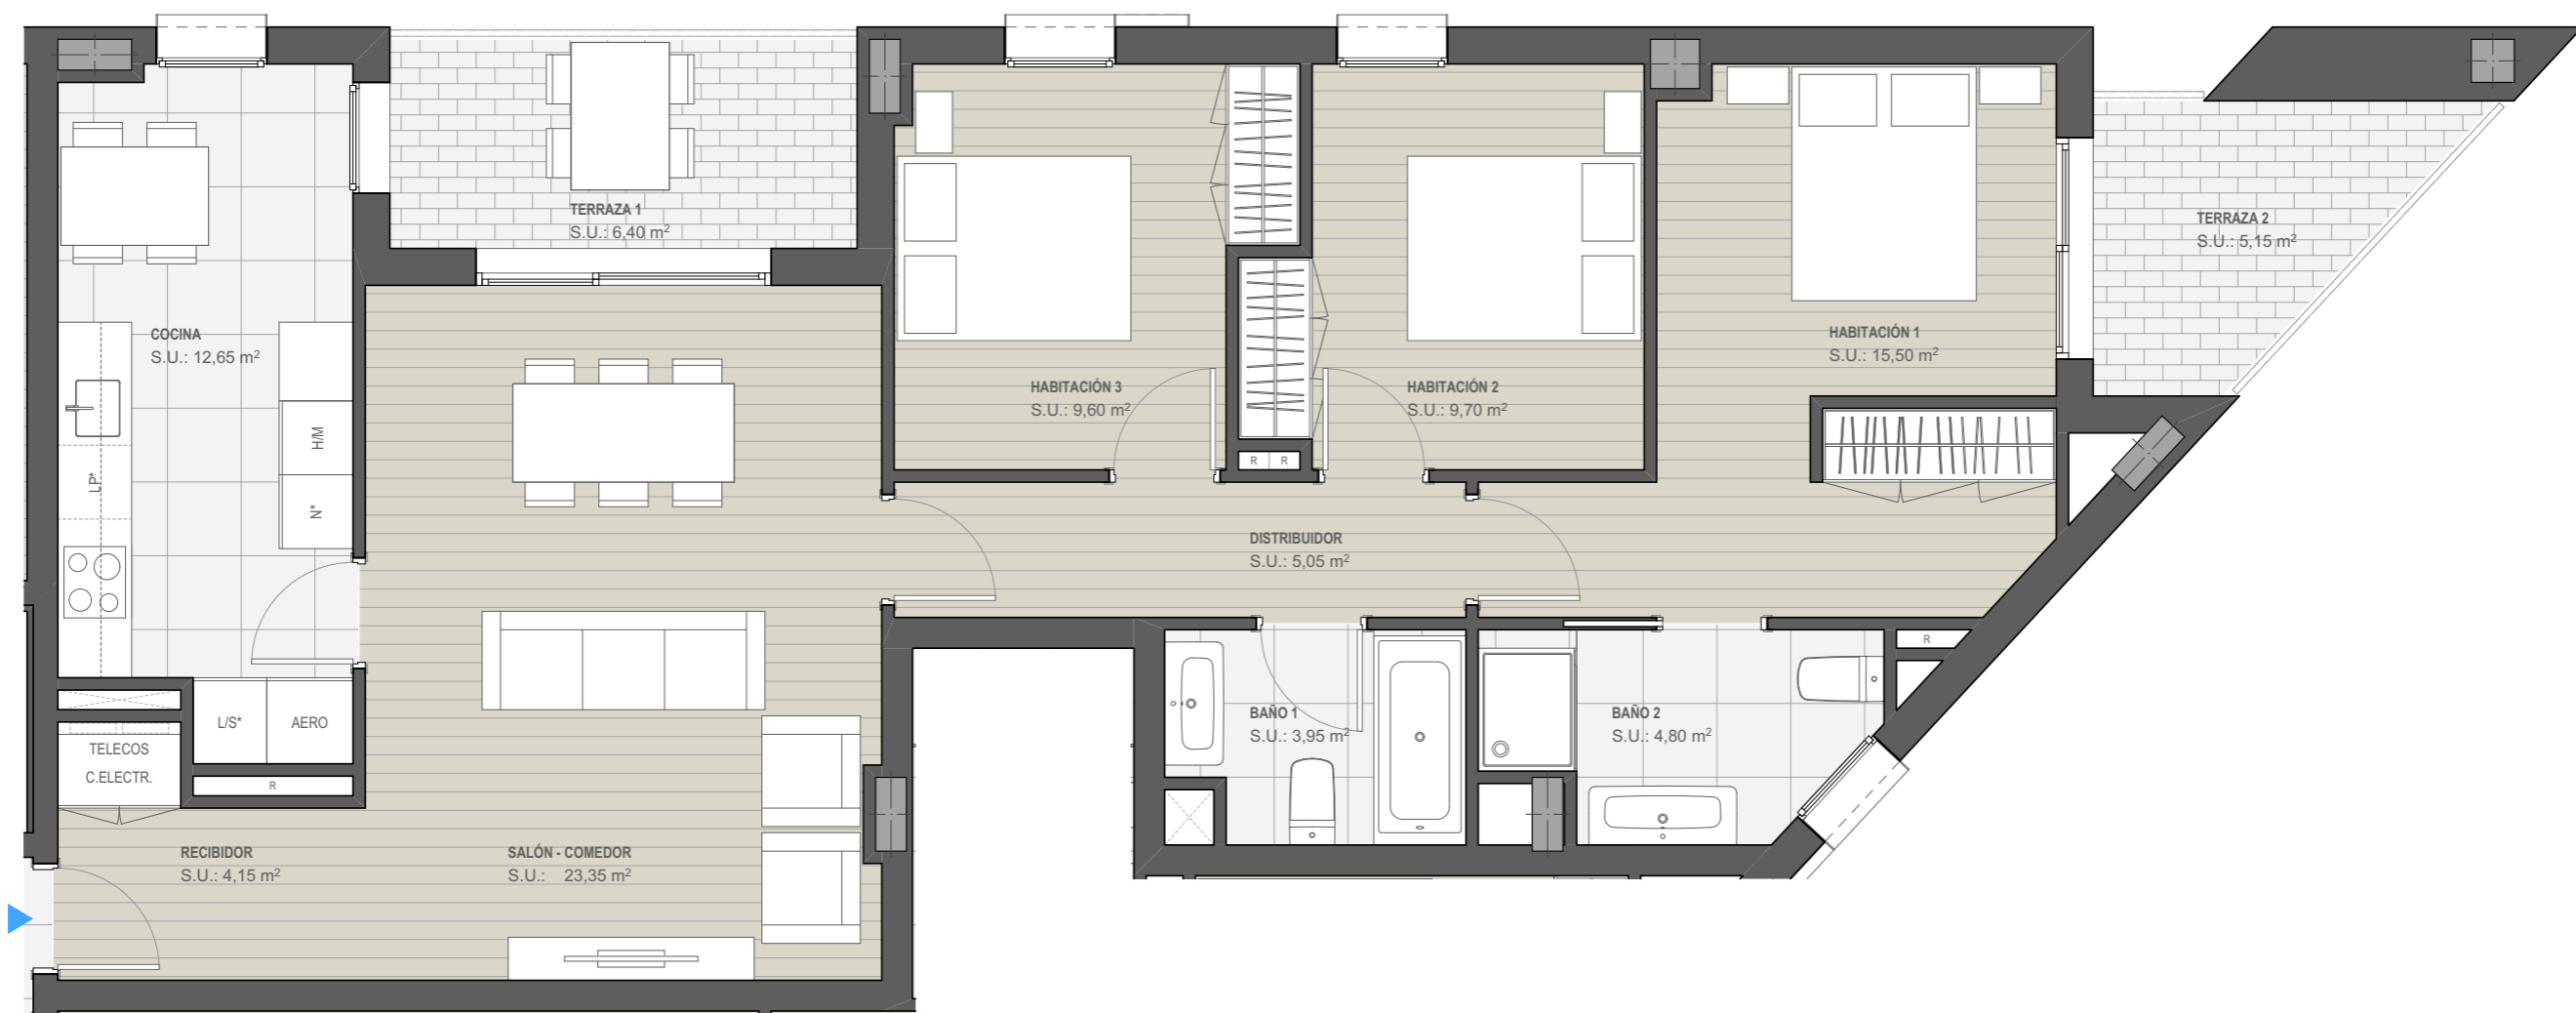 TERRAZA 1
S.U.: 6,40 m²
TERRAZA 2
S.U.: 5,15 m²
COCINA
S.U.: 12,65 m²
HABITACIÓN 1
S.U.: 15,50 m²
HABITACIÓN 3
S.U.: 9,60 m²
HABITACIÓN 2
S.U.: 9,70 m²
H/M
LP*
N*
R R
DISTRIBUIDOR
S.U.: 5,05 m²
R
L/S*
AERO
BAÑO 1
S.U.: 3,95 m²
BAÑO 2
S.U.: 4,80 m²
TELECOS
C.ELECTR.
R
RECIBIDOR
S.U.: 4,15 m²
SALÓN - COMEDOR
S.U.: 23,35 m²